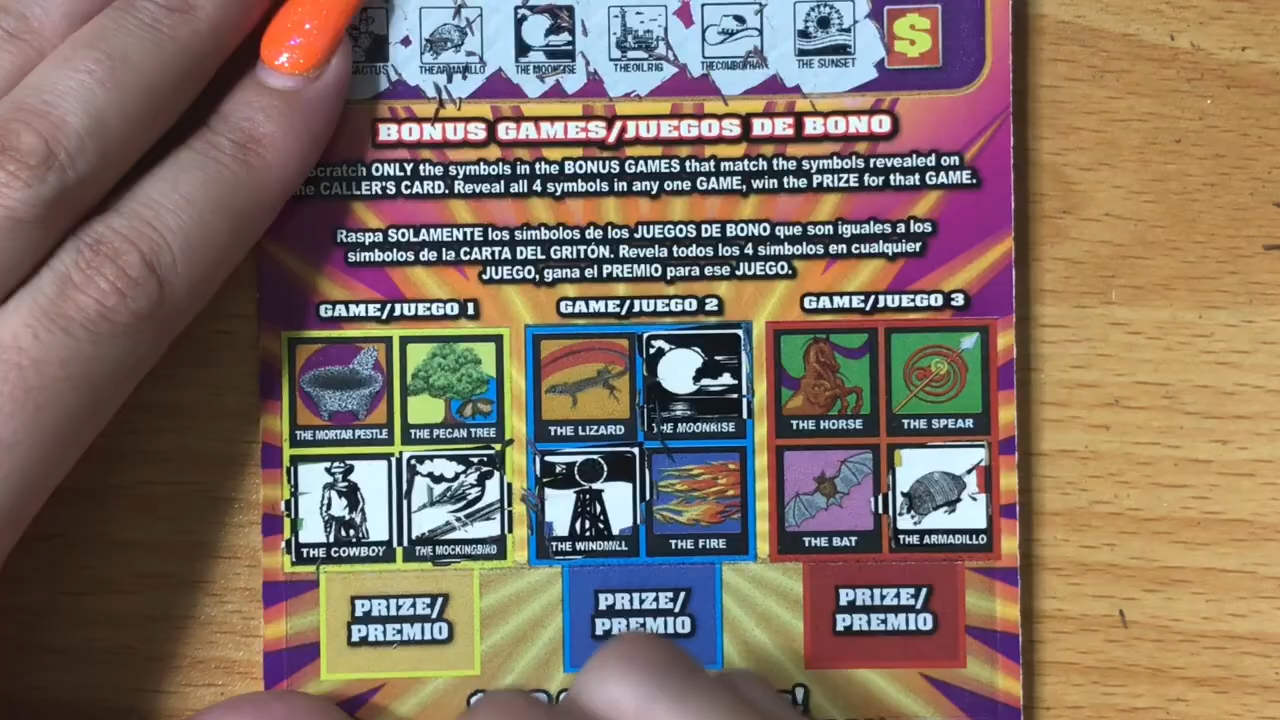 CACTUS THE ARMADILLO THE MOONRISE THE OIL RIG THE COWBOY HAT THE SUNSET $
BONUS GAMES/JUEGOS DE BONO
Scratch ONLY the symbols in the BONUS GAMES that match the symbols revealed on
the CALLER'S CARD. Reveal all 4 symbols in any one GAME, win the PRIZE for that GAME.
Raspa SOLAMENTE los símbolos de los JUEGOS DE BONO que son iguales a los
símbolos de la CARTA DEL GRITÓN. Revela todos los 4 símbolos en cualquier
JUEGO, gana el PREMIO para ese JUEGO.
GAME/JUEGO 1 GAME/JUEGO 2 GAME/JUEGO 3
THE MORTAR PESTLE THE PECAN TREE THE LIZARD THE MOONRISE THE HORSE THE SPEAR
THE COWBOY THE MOCKINGBIRD THE WINDMILL THE FIRE THE BAT THE ARMADILLO
PRIZE/ PRIZE/ PRIZE/
PREMIO PREMIO PREMIO